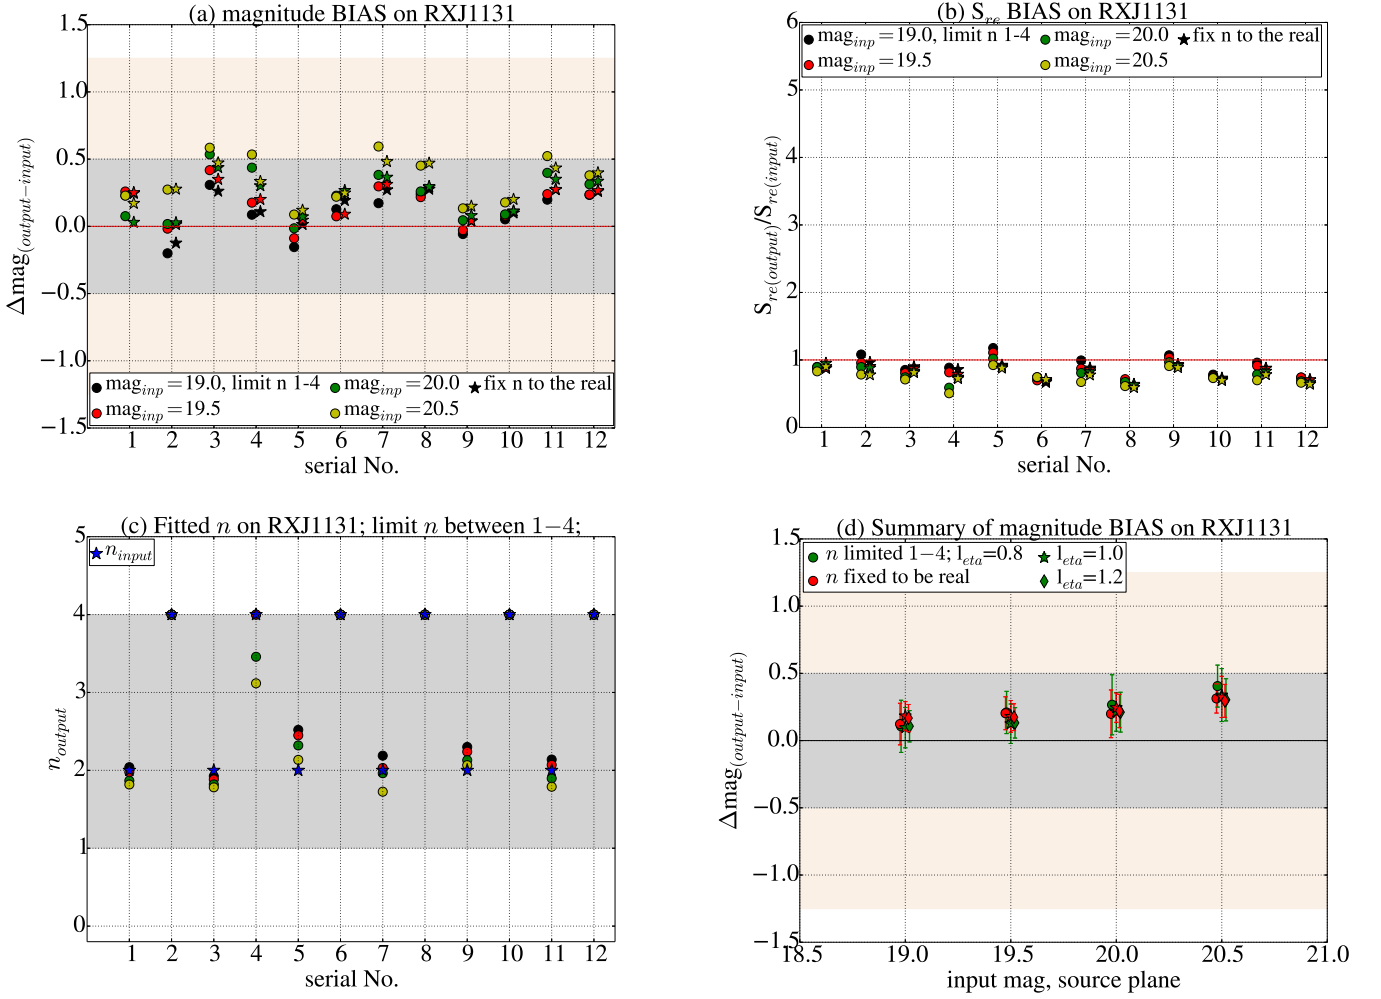 (a) magnitude BIAS on RXJ1131
1.5
1.0
0.5
0.0
−0.5
−1.0
−1.5
Δmag(output−input)
mag_inp=19.0, limit n 1-4
mag_inp=20.0
fix n to the real
mag_inp=19.5
mag_inp=20.5
1 2 3 4 5 6 7 8 9 10 11 12
serial No.
(b) S_re BIAS on RXJ1131
mag_inp=19.0, limit n 1-4
mag_inp=20.0
fix n to the real
mag_inp=19.5
mag_inp=20.5
6
5
4
3
2
1
0
S_re(output)/S_re(input)
1 2 3 4 5 6 7 8 9 10 11 12
serial No.
(c) Fitted n on RXJ1131; limit n between 1−4;
n_input
5
4
3
2
1
0
n_output
1 2 3 4 5 6 7 8 9 10 11 12
serial No.
(d) Summary of magnitude BIAS on RXJ1131
n limited 1−4; l_eta=0.8
l_eta=1.0
n fixed to be real
l_eta=1.2
1.5
1.0
0.5
0.0
−0.5
−1.0
−1.5
Δmag(output−input)
18.5 19.0 19.5 20.0 20.5 21.0
input mag, source plane